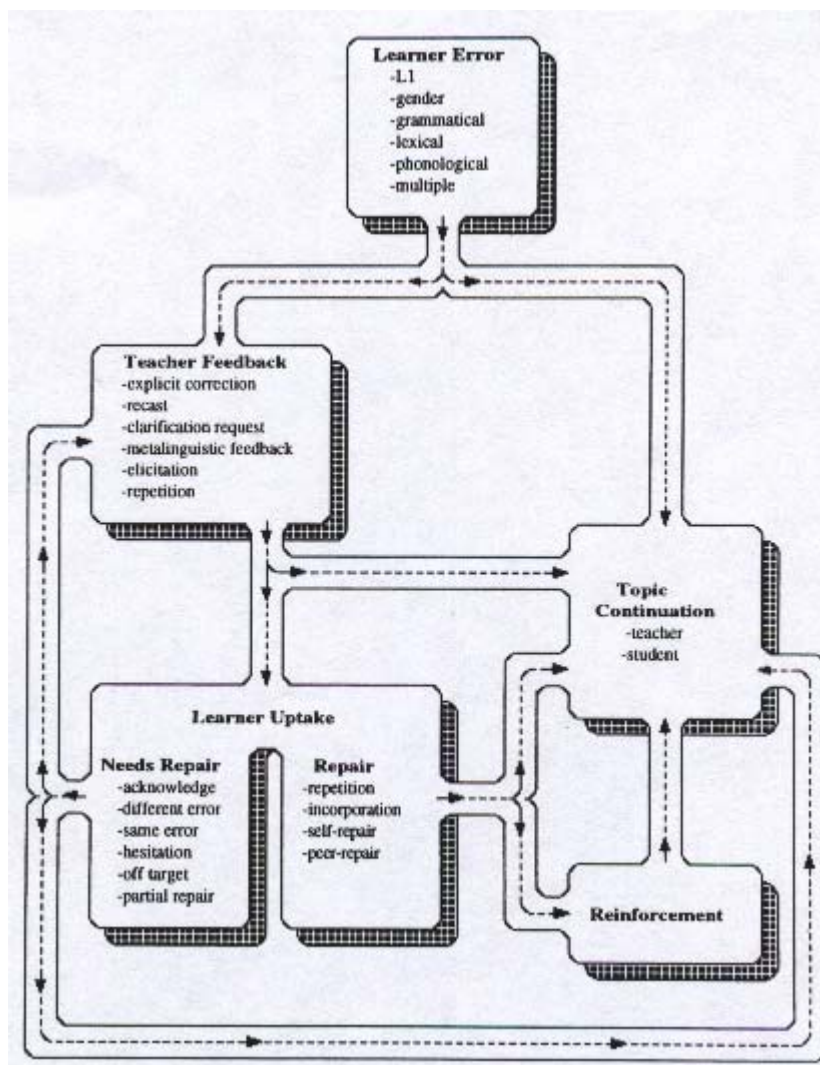 Learner Error
-L1
-gender
-grammatical
-lexical
-phonological
-multiple
Teacher Feedback
-explicit correction
-recast
-clarification request
-metalinguistic feedback
-elicitation
-repetition
Topic
Continuation
-teacher
-student
Learner Uptake
Needs Repair
-acknowledge
-different error
-same error
-hesitation
-off target
-partial repair
Repair
-repetition
-incorporation
-self-repair
-peer-repair
Reinforcement